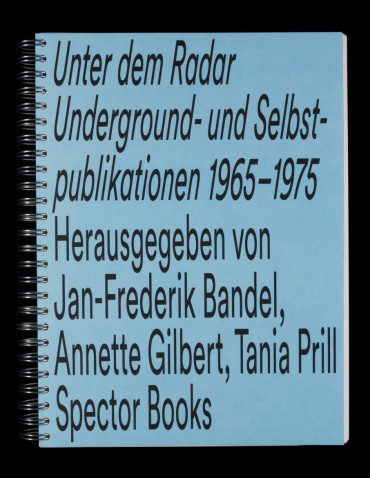 Unter dem Radar
Underground- und Selbst-
publikationen 1965–1975
Herausgegeben von
Jan-Frederik Bandel,
Annette Gilbert, Tania Prill
Spector Books